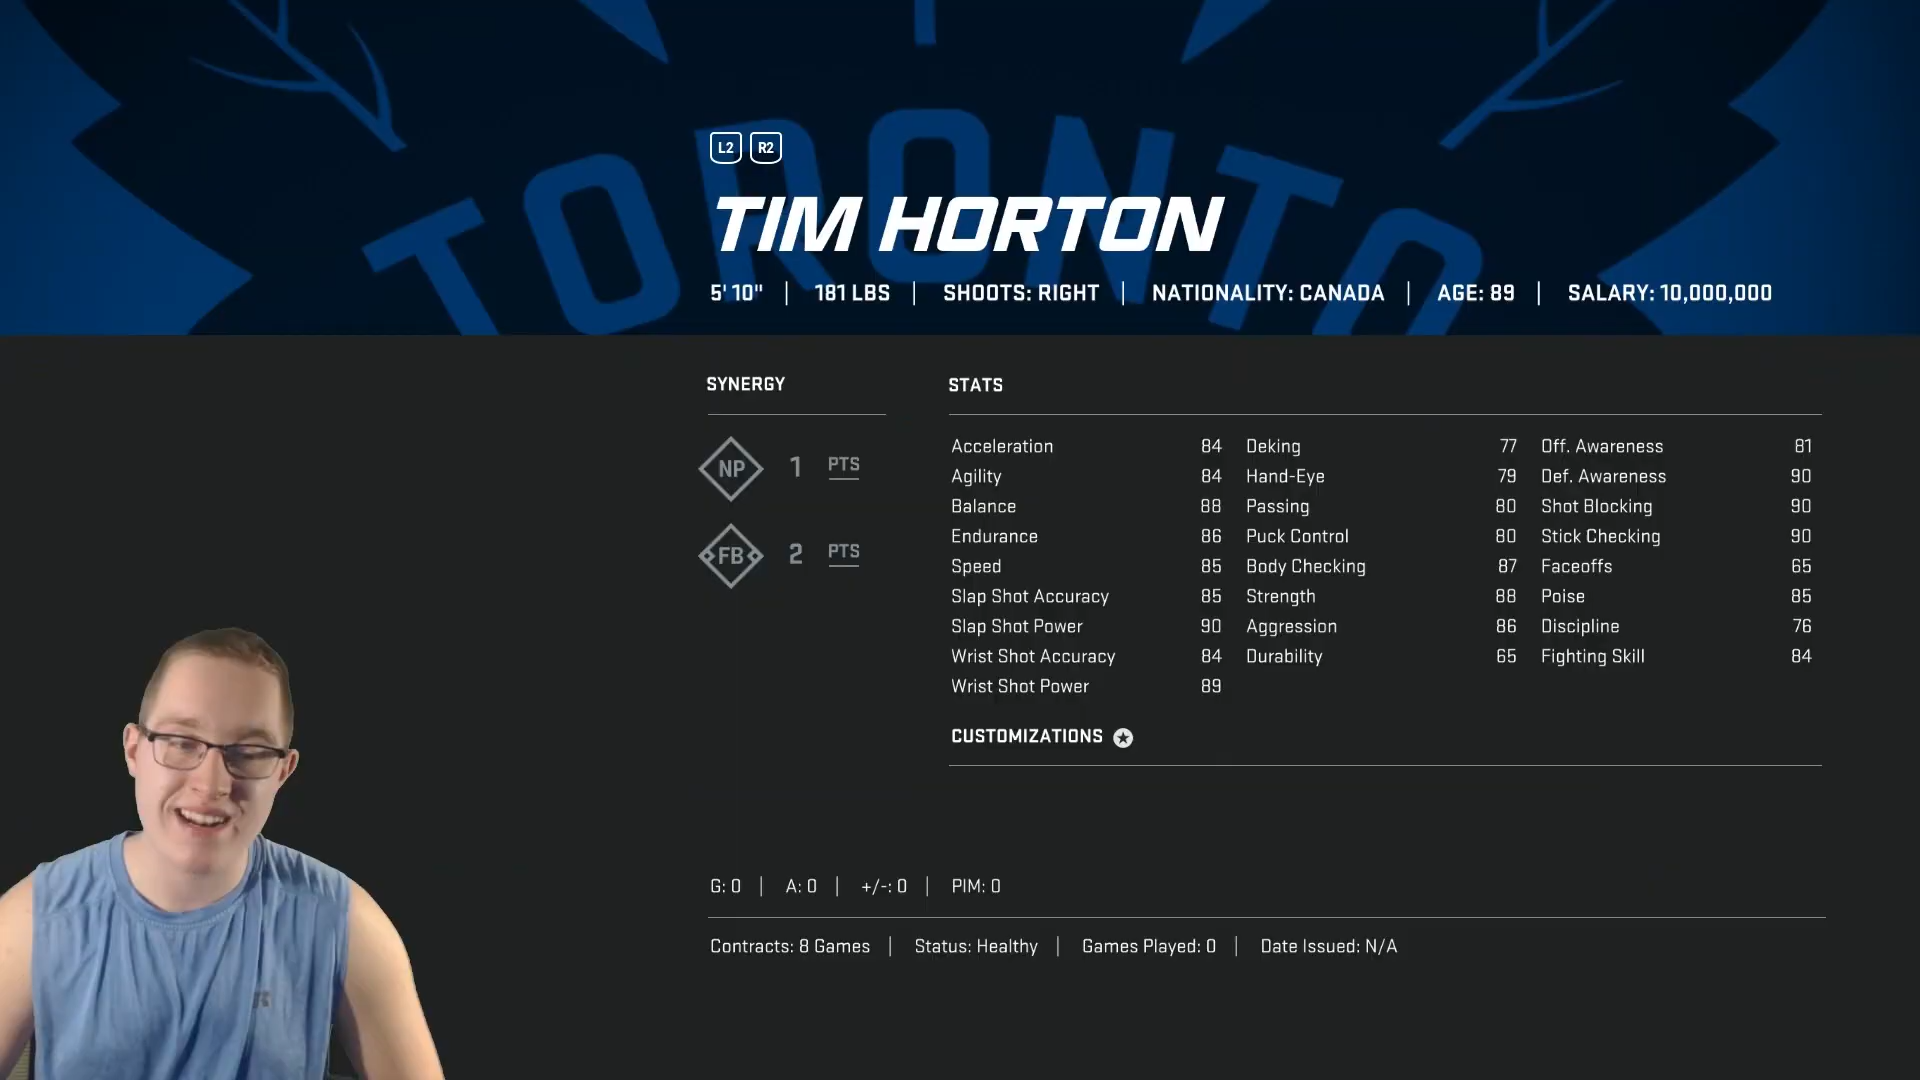 TORONTO
L2 R2
TIM HORTON
5' 10" | 181 LBS | SHOOTS: RIGHT | NATIONALITY: CANADA | AGE: 89 | SALARY: 10,000,000
SYNERGY
NP 1 PTS
FB 2 PTS
STATS
Acceleration 84 Deking 77 Off. Awareness 81
Agility 84 Hand-Eye 79 Def. Awareness 90
Balance 88 Passing 80 Shot Blocking 90
Endurance 86 Puck Control 80 Stick Checking 90
Speed 85 Body Checking 87 Faceoffs 65
Slap Shot Accuracy 85 Strength 88 Poise 85
Slap Shot Power 90 Aggression 86 Discipline 76
Wrist Shot Accuracy 84 Durability 65 Fighting Skill 84
Wrist Shot Power 89
CUSTOMIZATIONS
G: 0 | A: 0 | +/-: 0 | PIM: 0
Contracts: 8 Games | Status: Healthy | Games Played: 0 | Date Issued: N/A
R